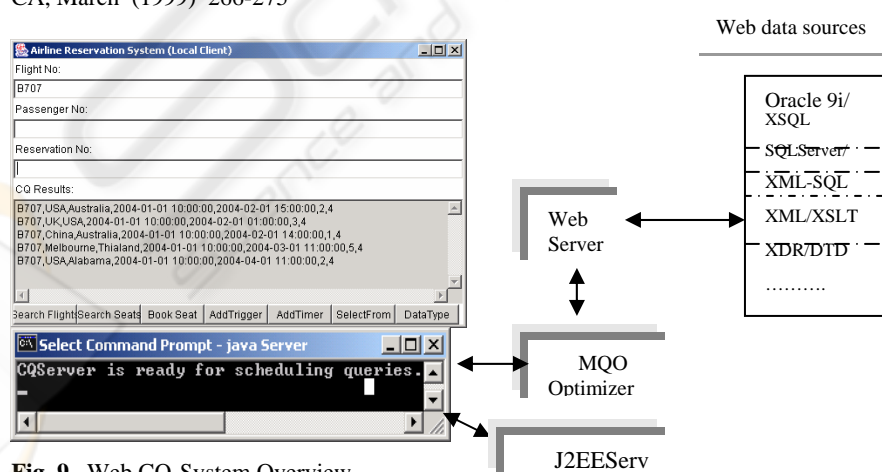 CA, March (1999) 266-275
Web data sources
Airline Reservation System (Local Client)
Flight No:
B707
Passenger No:
Reservation No:
CQ Results:
B707,USA,Australia,2004-01-01 10:00:00,2004-02-01 15:00:00,2,4
B707,UK,USA,2004-01-01 10:00:00,2004-02-01 01:00:00,3,4
B707,China,Australia,2004-01-01 10:00:00,2004-02-01 14:00:00,1,4
B707,Melbourne,Thialand,2004-01-01 10:00:00,2004-03-01 11:00:00,5,4
B707,USA,Alabama,2004-01-01 10:00:00,2004-04-01 11:00:00,2,4
Search Flight Search Seats Book Seat AddTrigger AddTimer SelectFrom DataType
Select Command Prompt - java Server
CQServer is ready for scheduling queries.
Web
Server
MQO
Optimizer
J2EEServ
Oracle 9i/
XSQL
SQLServer/
XML-SQL
XML/XSLT
XDR/DTD
……….
Fig. 9. Web CQ-System Overview